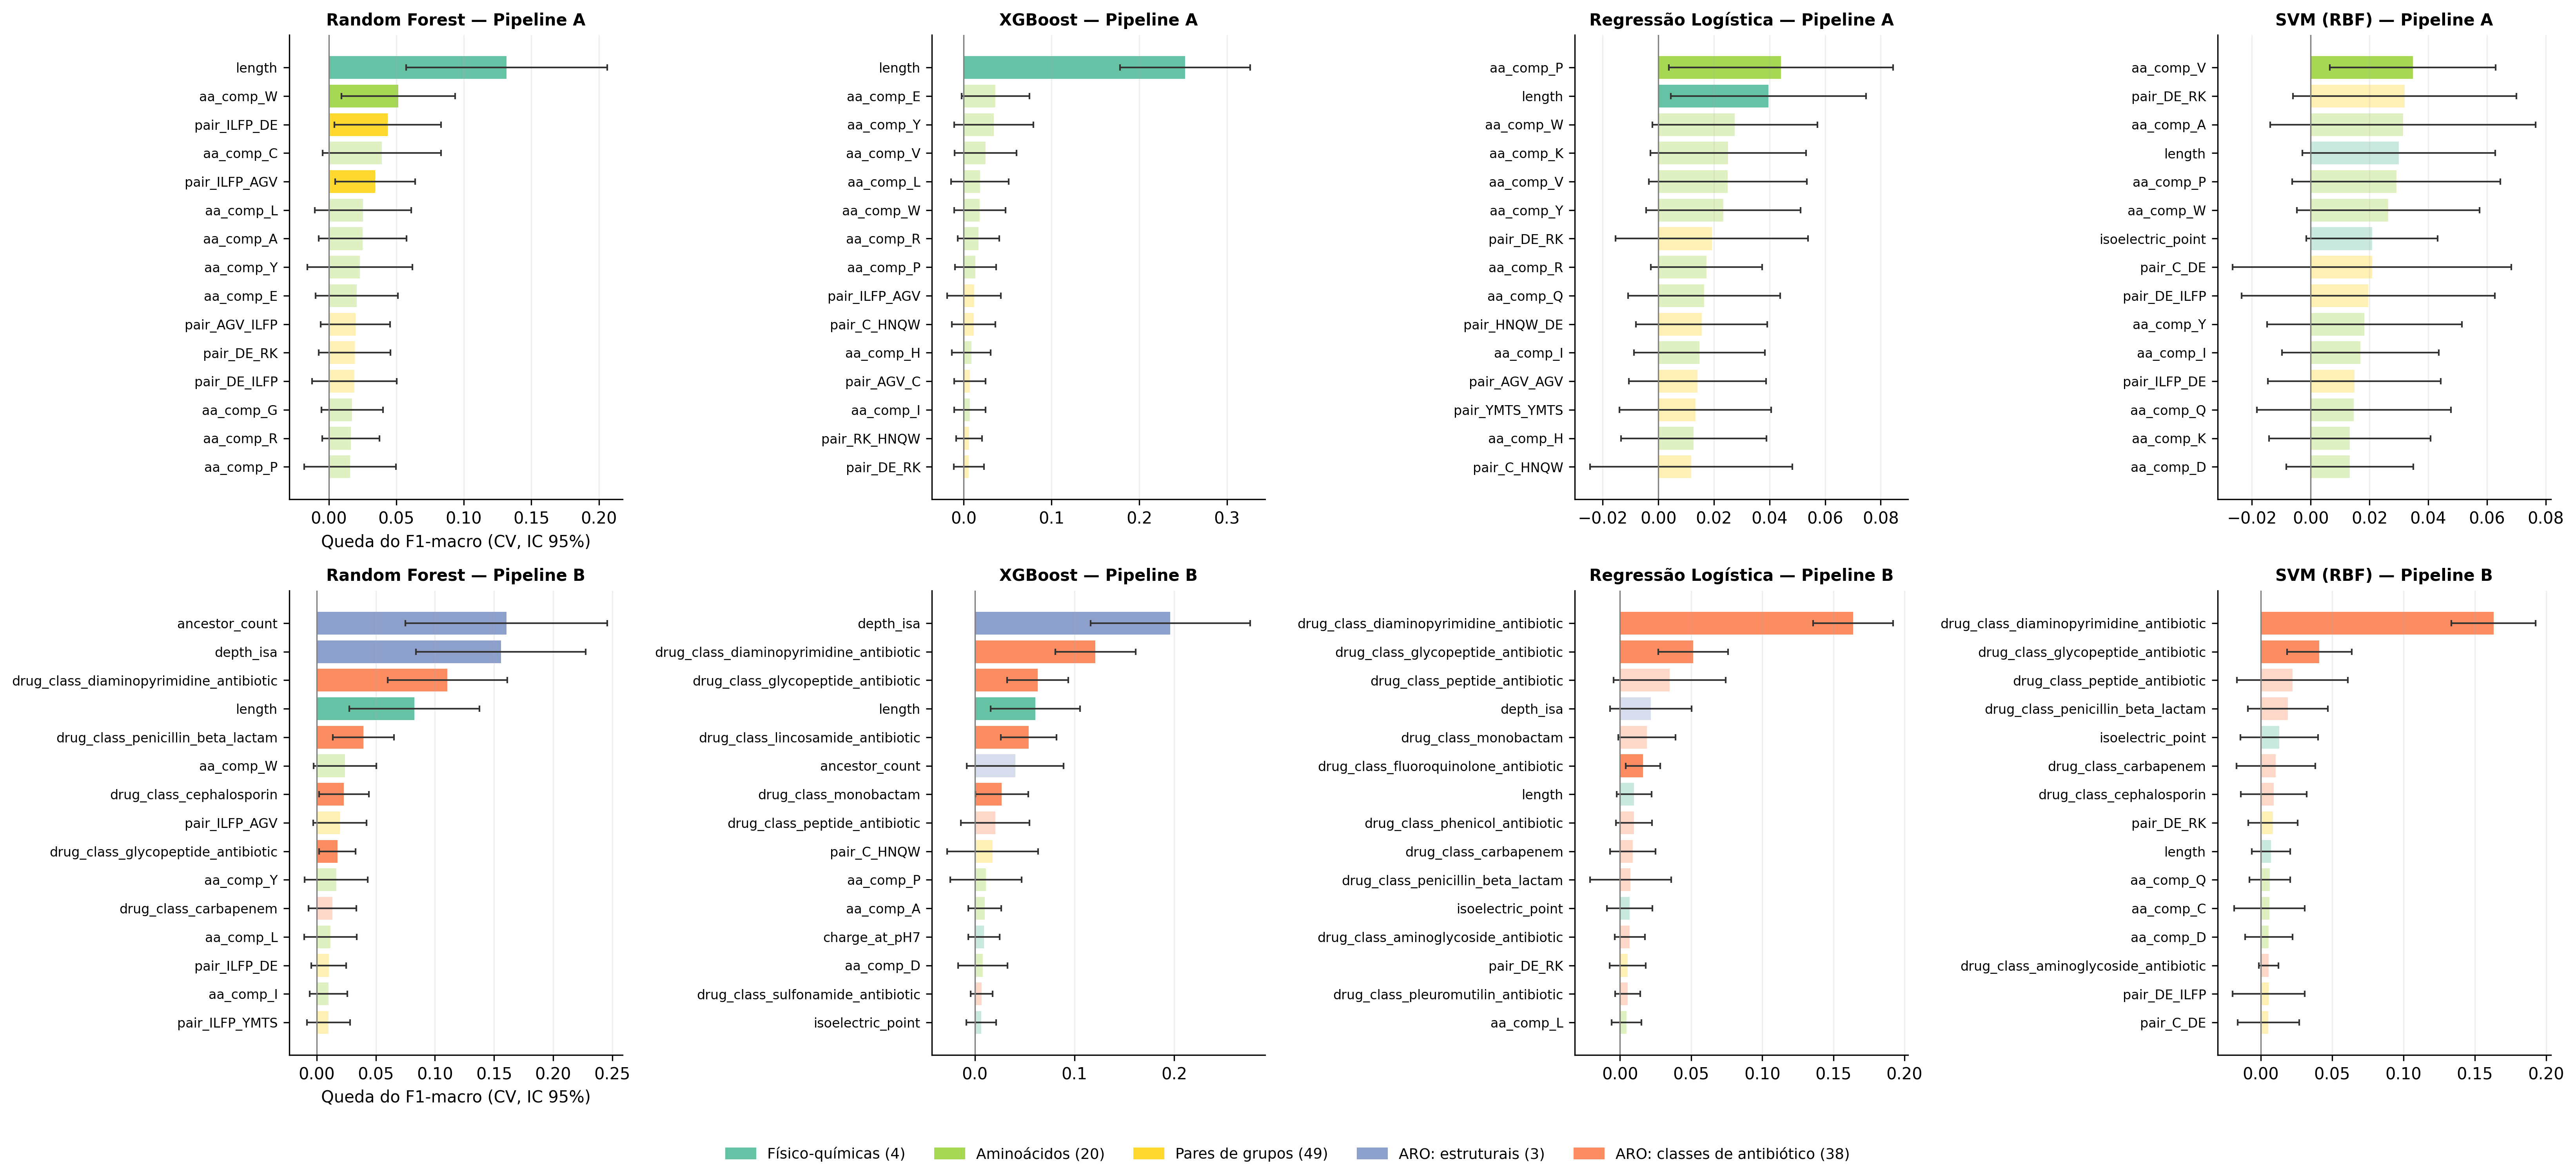 Random Forest — Pipeline A
length
aa_comp_W
pair_ILFP_DE
aa_comp_C
pair_ILFP_AGV
aa_comp_L
aa_comp_A
aa_comp_Y
aa_comp_E
pair_AGV_ILFP
pair_DE_RK
pair_DE_ILFP
aa_comp_G
aa_comp_R
aa_comp_P
0.00 0.05 0.10 0.15 0.20
Queda do F1-macro (CV, IC 95%)
XGBoost — Pipeline A
length
aa_comp_E
aa_comp_Y
aa_comp_V
aa_comp_L
aa_comp_W
aa_comp_R
aa_comp_P
pair_ILFP_AGV
pair_C_HNQW
aa_comp_H
pair_AGV_C
aa_comp_I
pair_RK_HNQW
pair_DE_RK
0.0 0.1 0.2 0.3
Regressão Logística — Pipeline A
aa_comp_P
length
aa_comp_W
aa_comp_K
aa_comp_V
aa_comp_Y
pair_DE_RK
aa_comp_R
aa_comp_Q
pair_HNQW_DE
aa_comp_I
pair_AGV_AGV
pair_YMTS_YMTS
aa_comp_H
pair_C_HNQW
−0.02 0.00 0.02 0.04 0.06 0.08
SVM (RBF) — Pipeline A
aa_comp_V
pair_DE_RK
aa_comp_A
length
aa_comp_P
aa_comp_W
isoelectric_point
pair_C_DE
pair_DE_ILFP
aa_comp_Y
aa_comp_I
pair_ILFP_DE
aa_comp_Q
aa_comp_K
aa_comp_D
−0.02 0.00 0.02 0.04 0.06 0.08
Random Forest — Pipeline B
ancestor_count
depth_isa
drug_class_diaminopyrimidine_antibiotic
length
drug_class_penicillin_beta_lactam
aa_comp_W
drug_class_cephalosporin
pair_ILFP_AGV
drug_class_glycopeptide_antibiotic
aa_comp_Y
drug_class_carbapenem
aa_comp_L
pair_ILFP_DE
aa_comp_I
pair_ILFP_YMTS
0.00 0.05 0.10 0.15 0.20 0.25
Queda do F1-macro (CV, IC 95%)
XGBoost — Pipeline B
depth_isa
drug_class_diaminopyrimidine_antibiotic
drug_class_glycopeptide_antibiotic
length
drug_class_lincosamide_antibiotic
ancestor_count
drug_class_monobactam
drug_class_peptide_antibiotic
pair_C_HNQW
aa_comp_P
aa_comp_A
charge_at_pH7
aa_comp_D
drug_class_sulfonamide_antibiotic
isoelectric_point
0.0 0.1 0.2
Regressão Logística — Pipeline B
drug_class_diaminopyrimidine_antibiotic
drug_class_glycopeptide_antibiotic
drug_class_peptide_antibiotic
depth_isa
drug_class_monobactam
drug_class_fluoroquinolone_antibiotic
length
drug_class_phenicol_antibiotic
drug_class_carbapenem
drug_class_penicillin_beta_lactam
isoelectric_point
drug_class_aminoglycoside_antibiotic
pair_DE_RK
drug_class_pleuromutilin_antibiotic
aa_comp_L
0.00 0.05 0.10 0.15 0.20
SVM (RBF) — Pipeline B
drug_class_diaminopyrimidine_antibiotic
drug_class_glycopeptide_antibiotic
drug_class_peptide_antibiotic
drug_class_penicillin_beta_lactam
isoelectric_point
drug_class_carbapenem
drug_class_cephalosporin
pair_DE_RK
length
aa_comp_Q
aa_comp_C
aa_comp_D
drug_class_aminoglycoside_antibiotic
pair_DE_ILFP
pair_C_DE
0.00 0.05 0.10 0.15 0.20
Físico-químicas (4) Aminoácidos (20) Pares de grupos (49) ARO: estruturais (3) ARO: classes de antibiótico (38)